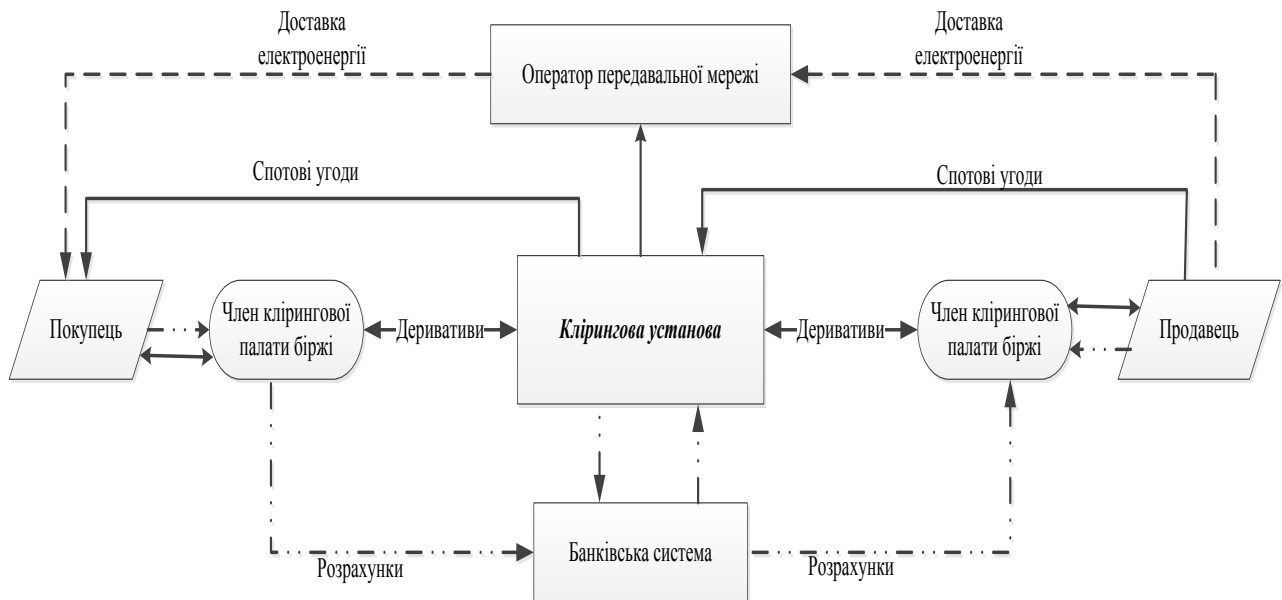 Доставка
електроенергії
Оператор передавальної мережі
Доставка
електроенергії
Спотові угоди
Спотові угоди
Покупець
Член клірингової
палати біржі
Деривативи
Клірингова установа
Деривативи
Член клірингової
палати біржі
Продавець
Розрахунки
Банківська система
Розрахунки